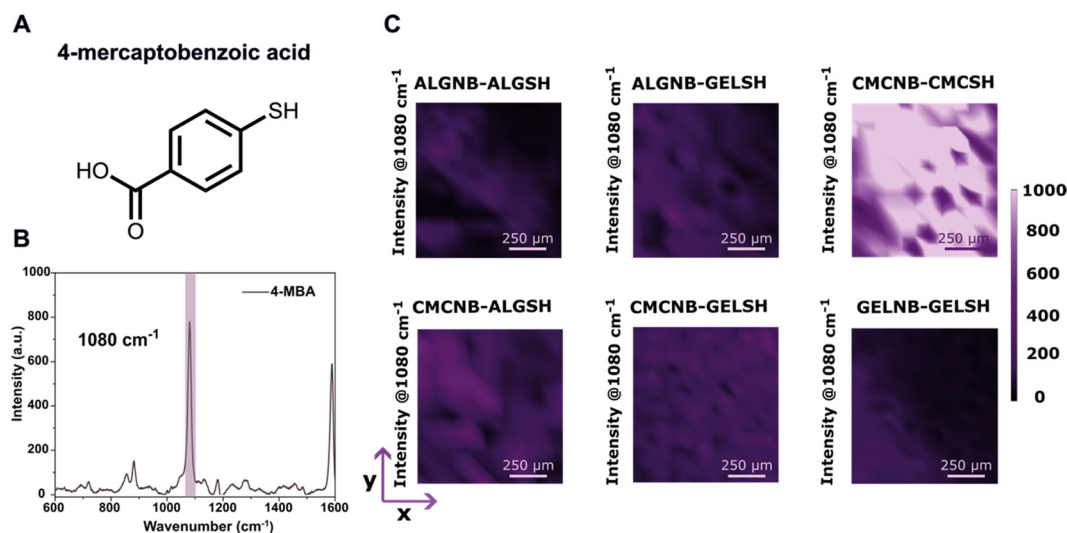 A
4-mercaptobenzoic acid
SH
HO
O
B
1000
800
600
400
200
0
Intensity (a.u.)
4-MBA
1080 cm⁻¹
600
800
1000
1200
1400
1600
Wavenumber (cm⁻¹)
C
ALGNB-ALGSH
Intensity @1080 cm⁻¹
250 µm
ALGNB-GELSH
Intensity @1080 cm⁻¹
250 µm
CMCNB-CMCSH
Intensity @1080 cm⁻¹
250 µm
CMCNB-ALGSH
Intensity @1080 cm⁻¹
250 µm
CMCNB-GELSH
Intensity @1080 cm⁻¹
250 µm
GELNB-GELSH
Intensity @1080 cm⁻¹
250 µm
1000
800
600
400
200
0
y
x